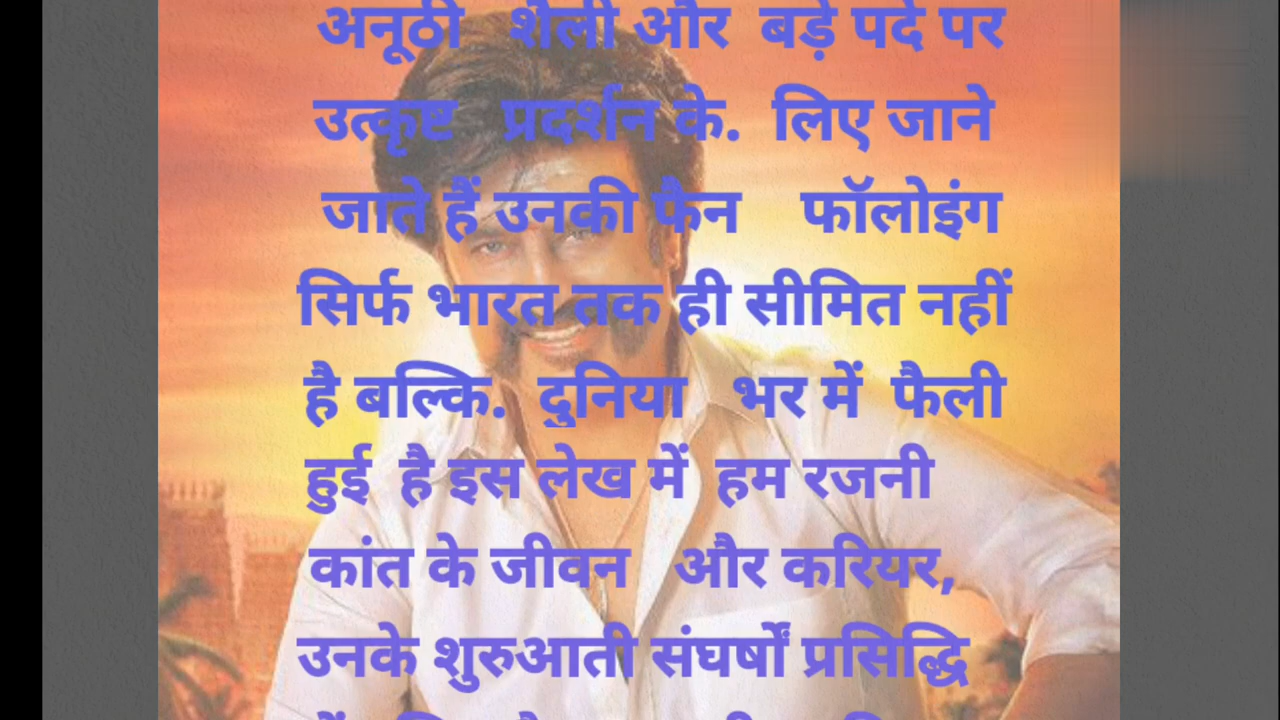 अनूठी शैली और बड़े पर्दे पर
उत्कृष्ट प्रदर्शन के. लिए जाने
जाते हैं उनकी फैन फॉलोइंग
सिर्फ भारत तक ही सीमित नहीं
है बल्कि. दुनिया भर में फैली
हुई है इस लेख में हम रजनी
कांत के जीवन और करियर,
उनके शुरुआती संघर्षों प्रसिद्धि